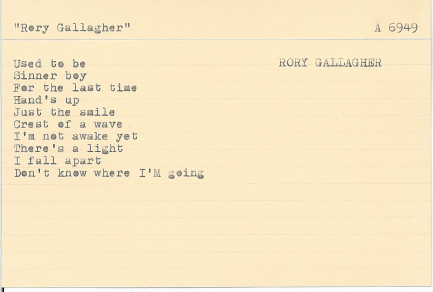 "Rory Gallagher" A 6949
Used to be RORY GALLAGHER
Sinner boy
For the last time
Hand's up
Just the smile
Crest of a wave
I'm not awake yet
There's a light
I fall apart
Don't know where I'M going